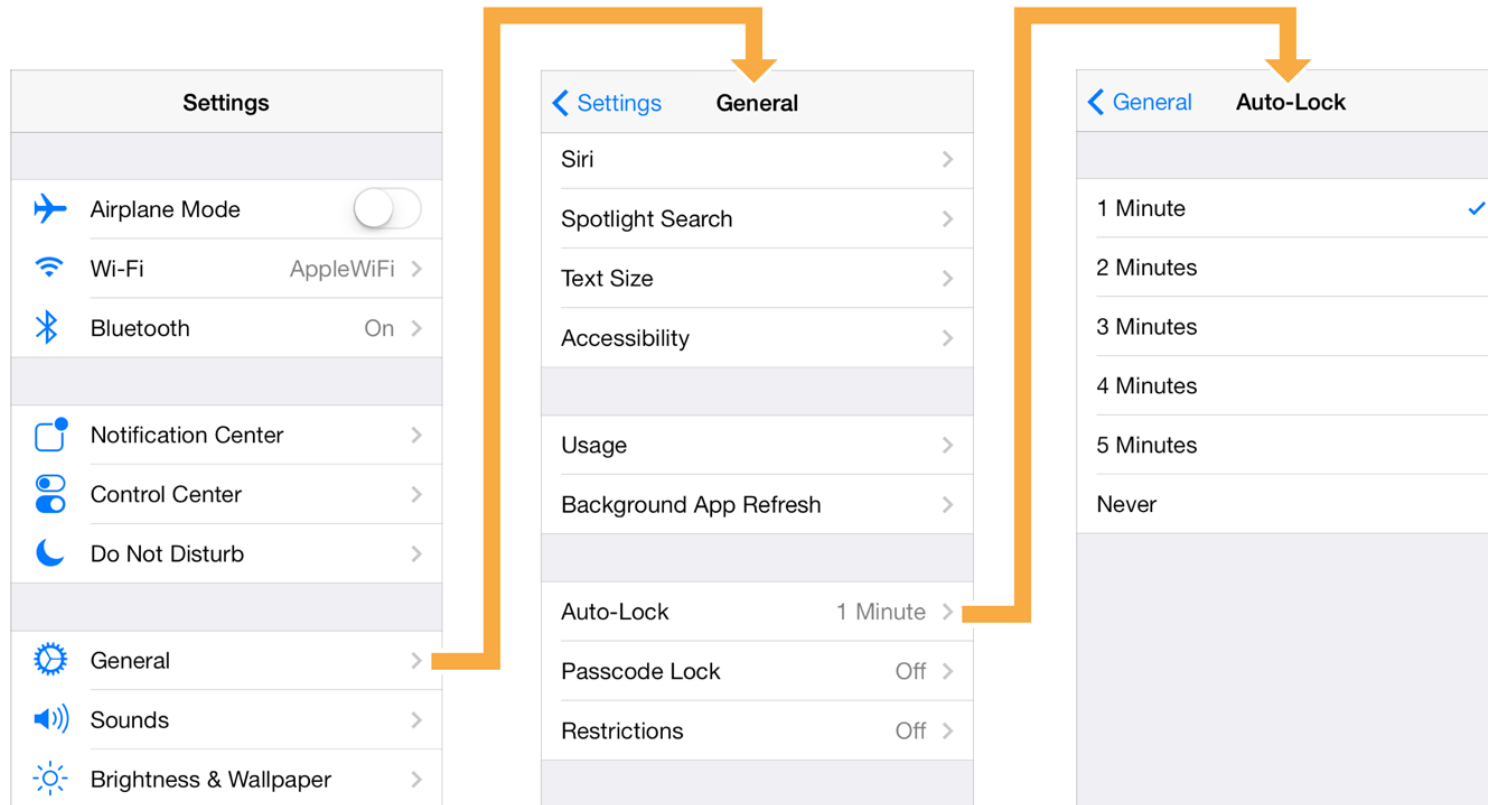 Settings
Airplane Mode
Wi-Fi AppleWiFi
Bluetooth On
Notification Center
Control Center
Do Not Disturb
General
Sounds
Brightness & Wallpaper
Settings General
Siri
Spotlight Search
Text Size
Accessibility
Usage
Background App Refresh
Auto-Lock 1 Minute
Passcode Lock Off
Restrictions Off
General Auto-Lock
1 Minute
2 Minutes
3 Minutes
4 Minutes
5 Minutes
Never